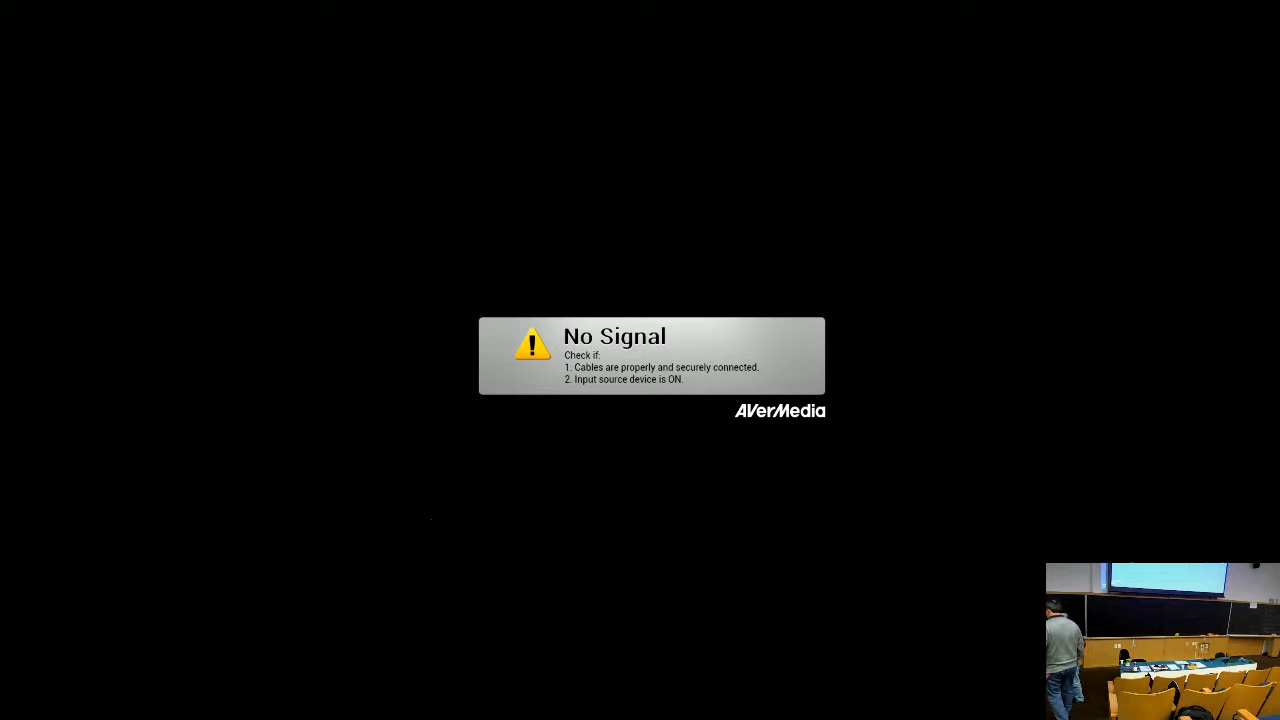 No Signal
Check if:
1. Cables are properly and securely connected.
2. Input source device is ON.
AVerMedia